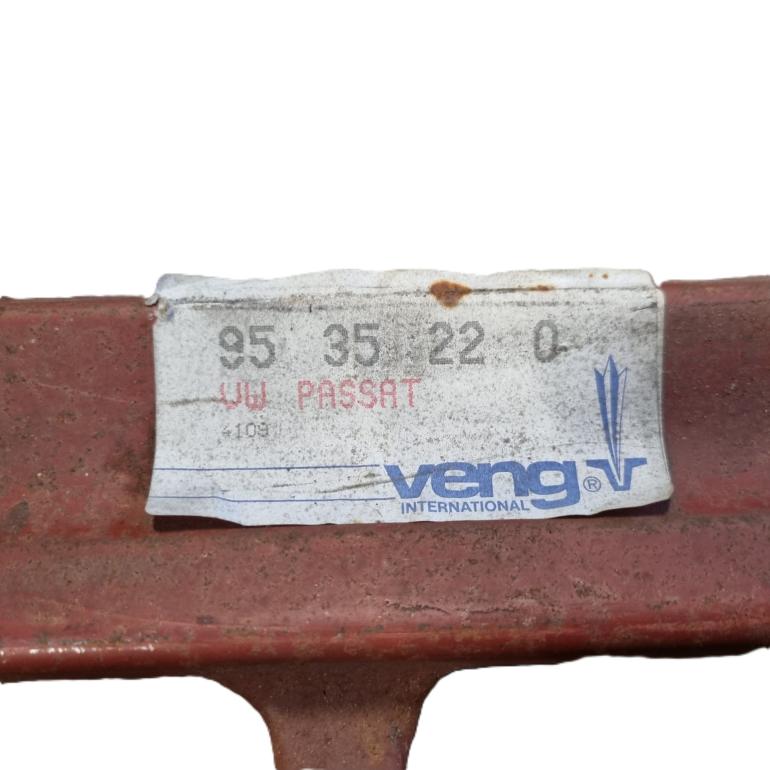 95 35 22 0
VW PASSAT
4109
veng®
INTERNATIONAL